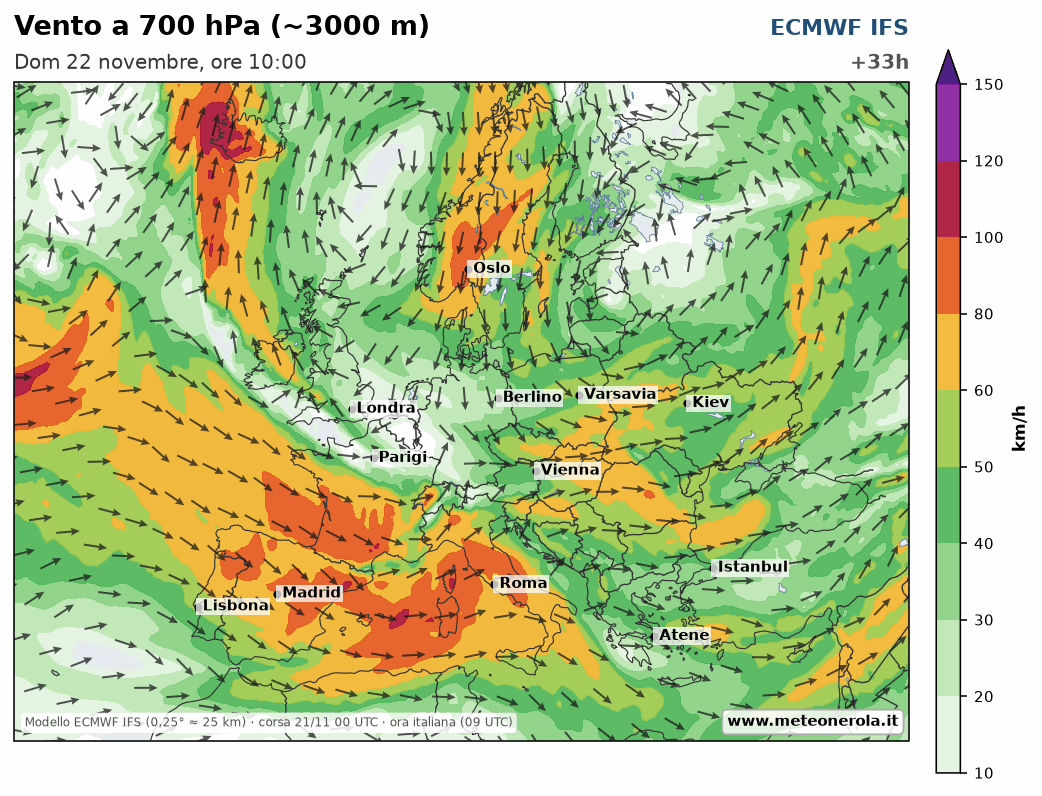 Vento a 700 hPa (~3000 m)
ECMWF IFS
Dom 22 novembre, ore 10:00
+33h
150
120
100
80
60
50
40
30
20
10
km/h
Oslo
Berlino
Varsavia
Kiev
Londra
Parigi
Vienna
Istanbul
Roma
Madrid
Lisbona
Atene
Modello ECMWF IFS (0,25° ≈ 25 km) · corsa 21/11 00 UTC · ora italiana (09 UTC)
www.meteonerola.it